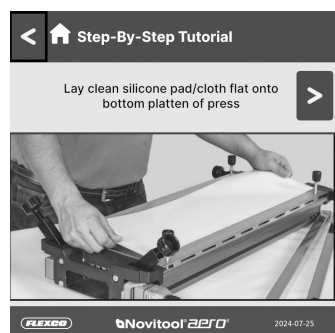 Step-By-Step Tutorial
Lay clean silicone pad/cloth flat onto
bottom platten of press
FLEXCO
Novitool® aero®
2024-07-25